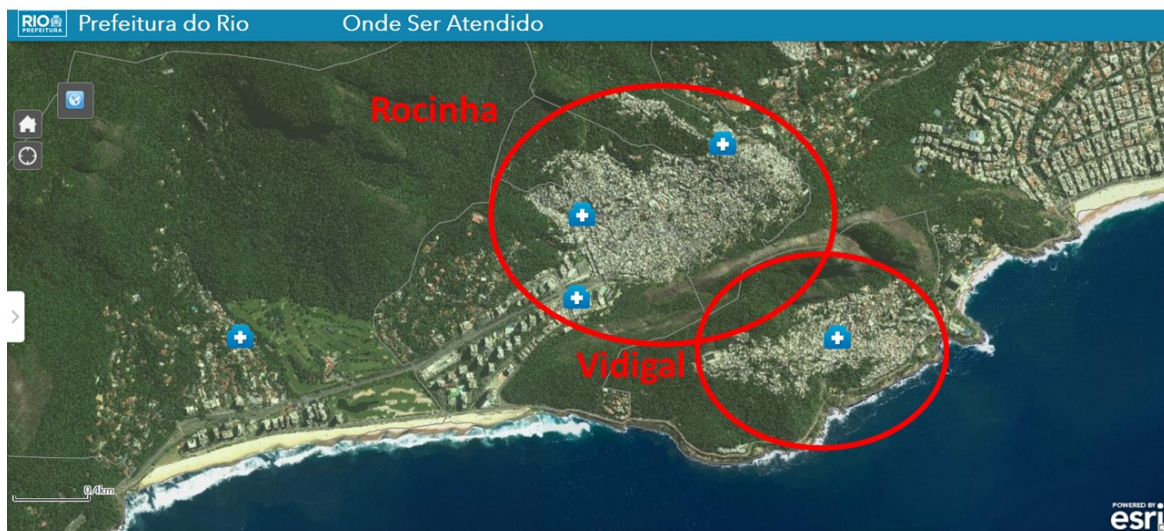 RIO
PREFEITURA
Prefeitura do Rio
Onde Ser Atendido
Rocinha
Vidigal
0,4km
POWERED BY
esri